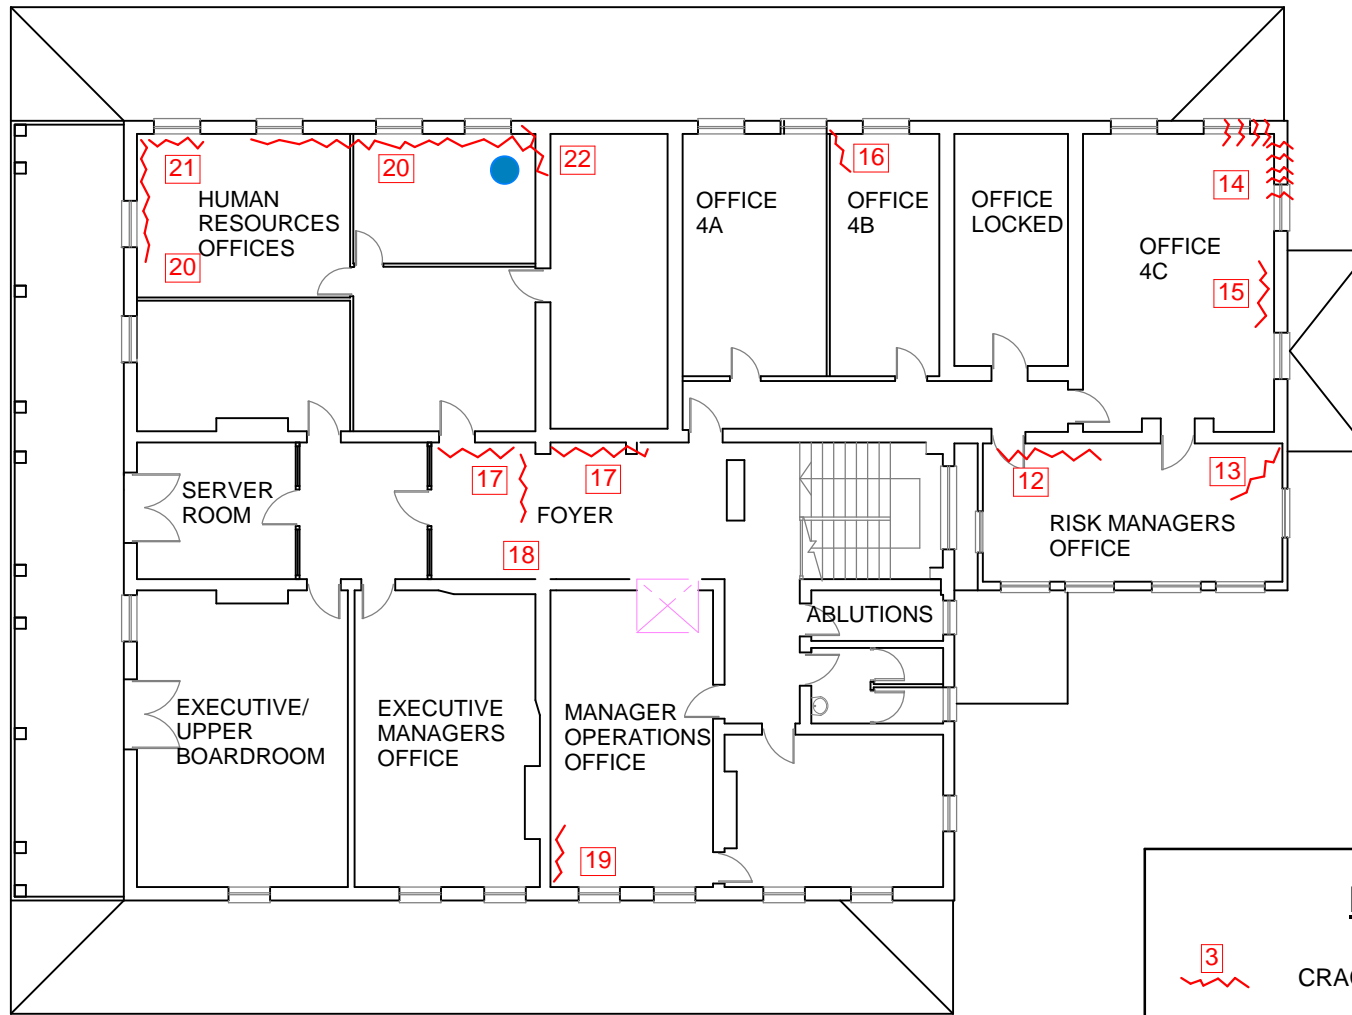 21
20
22
16
14
HUMAN
RESOURCES
OFFICES
OFFICE
4A
OFFICE
4B
OFFICE
LOCKED
OFFICE
4C
20
15
17
17
12
13
SERVER
ROOM
FOYER
18
RISK MANAGERS
OFFICE
ABLUTIONS
EXECUTIVE/
UPPER
BOARDROOM
EXECUTIVE
MANAGERS
OFFICE
MANAGER
OPERATIONS
OFFICE
19
3